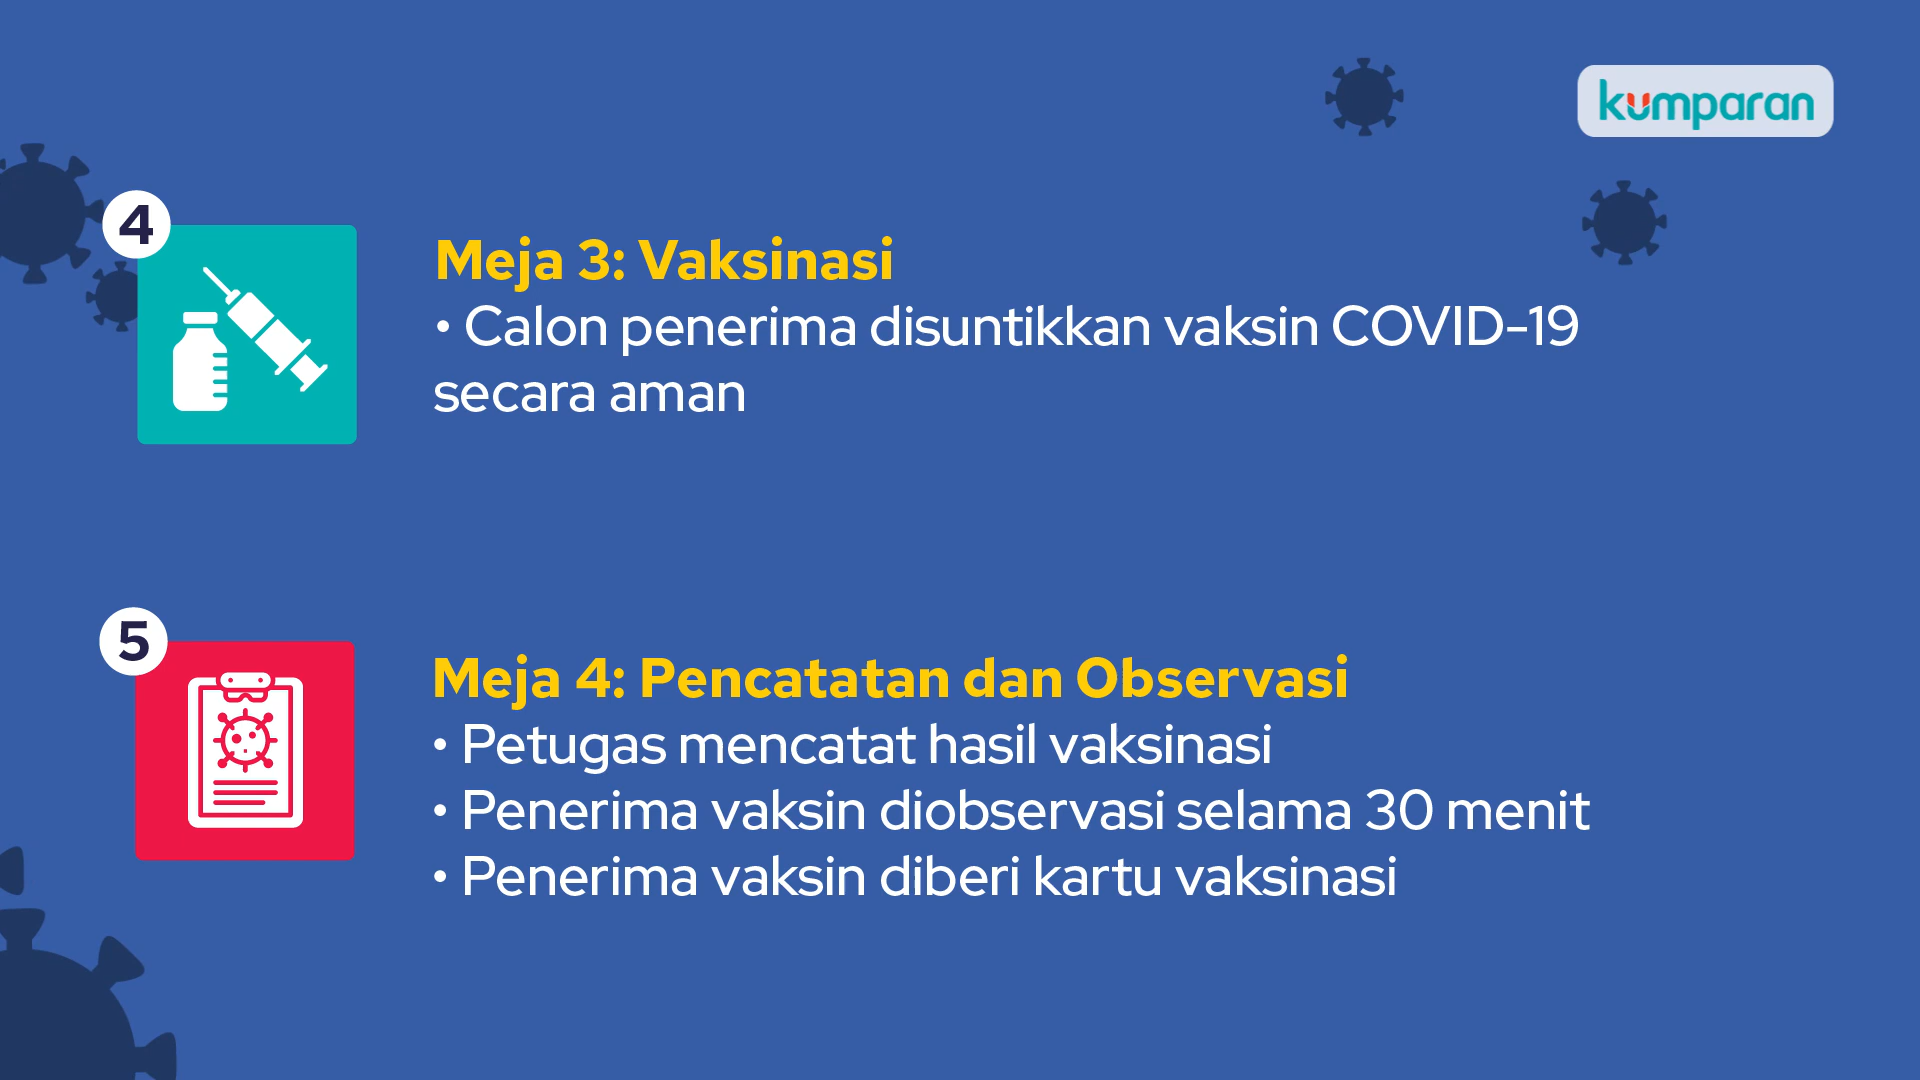 kumparan
4
Meja 3: Vaksinasi
• Calon penerima disuntikkan vaksin COVID-19
secara aman
5
Meja 4: Pencatatan dan Observasi
• Petugas mencatat hasil vaksinasi
• Penerima vaksin diobservasi selama 30 menit
• Penerima vaksin diberi kartu vaksinasi